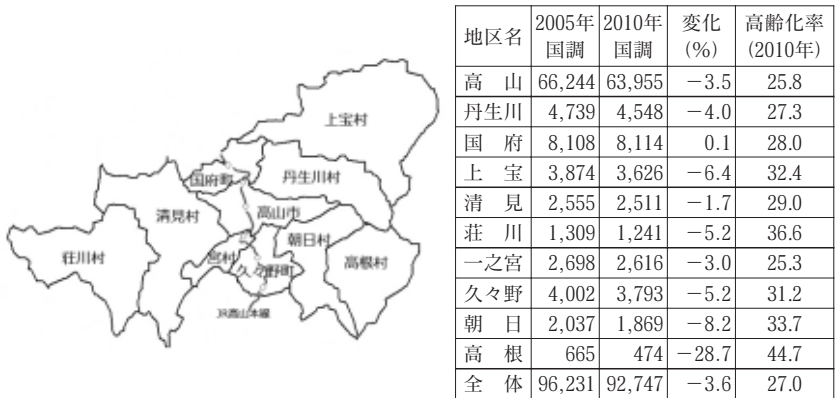 上宝村
国府町
丹生川村
清見村
高山市
荘川村
宮村
朝日村
久々野町
高根村
JR高山本線
地区名 2005年国調 2010年国調 変化(%) 高齢化率(2010年)
高山 66,244 63,955 −3.5 25.8
丹生川 4,739 4,548 −4.0 27.3
国府 8,108 8,114 0.1 28.0
上宝 3,874 3,626 −6.4 32.4
清見 2,555 2,511 −1.7 29.0
荘川 1,309 1,241 −5.2 36.6
一之宮 2,698 2,616 −3.0 25.3
久々野 4,002 3,793 −5.2 31.2
朝日 2,037 1,869 −8.2 33.7
高根 665 474 −28.7 44.7
全体 96,231 92,747 −3.6 27.0